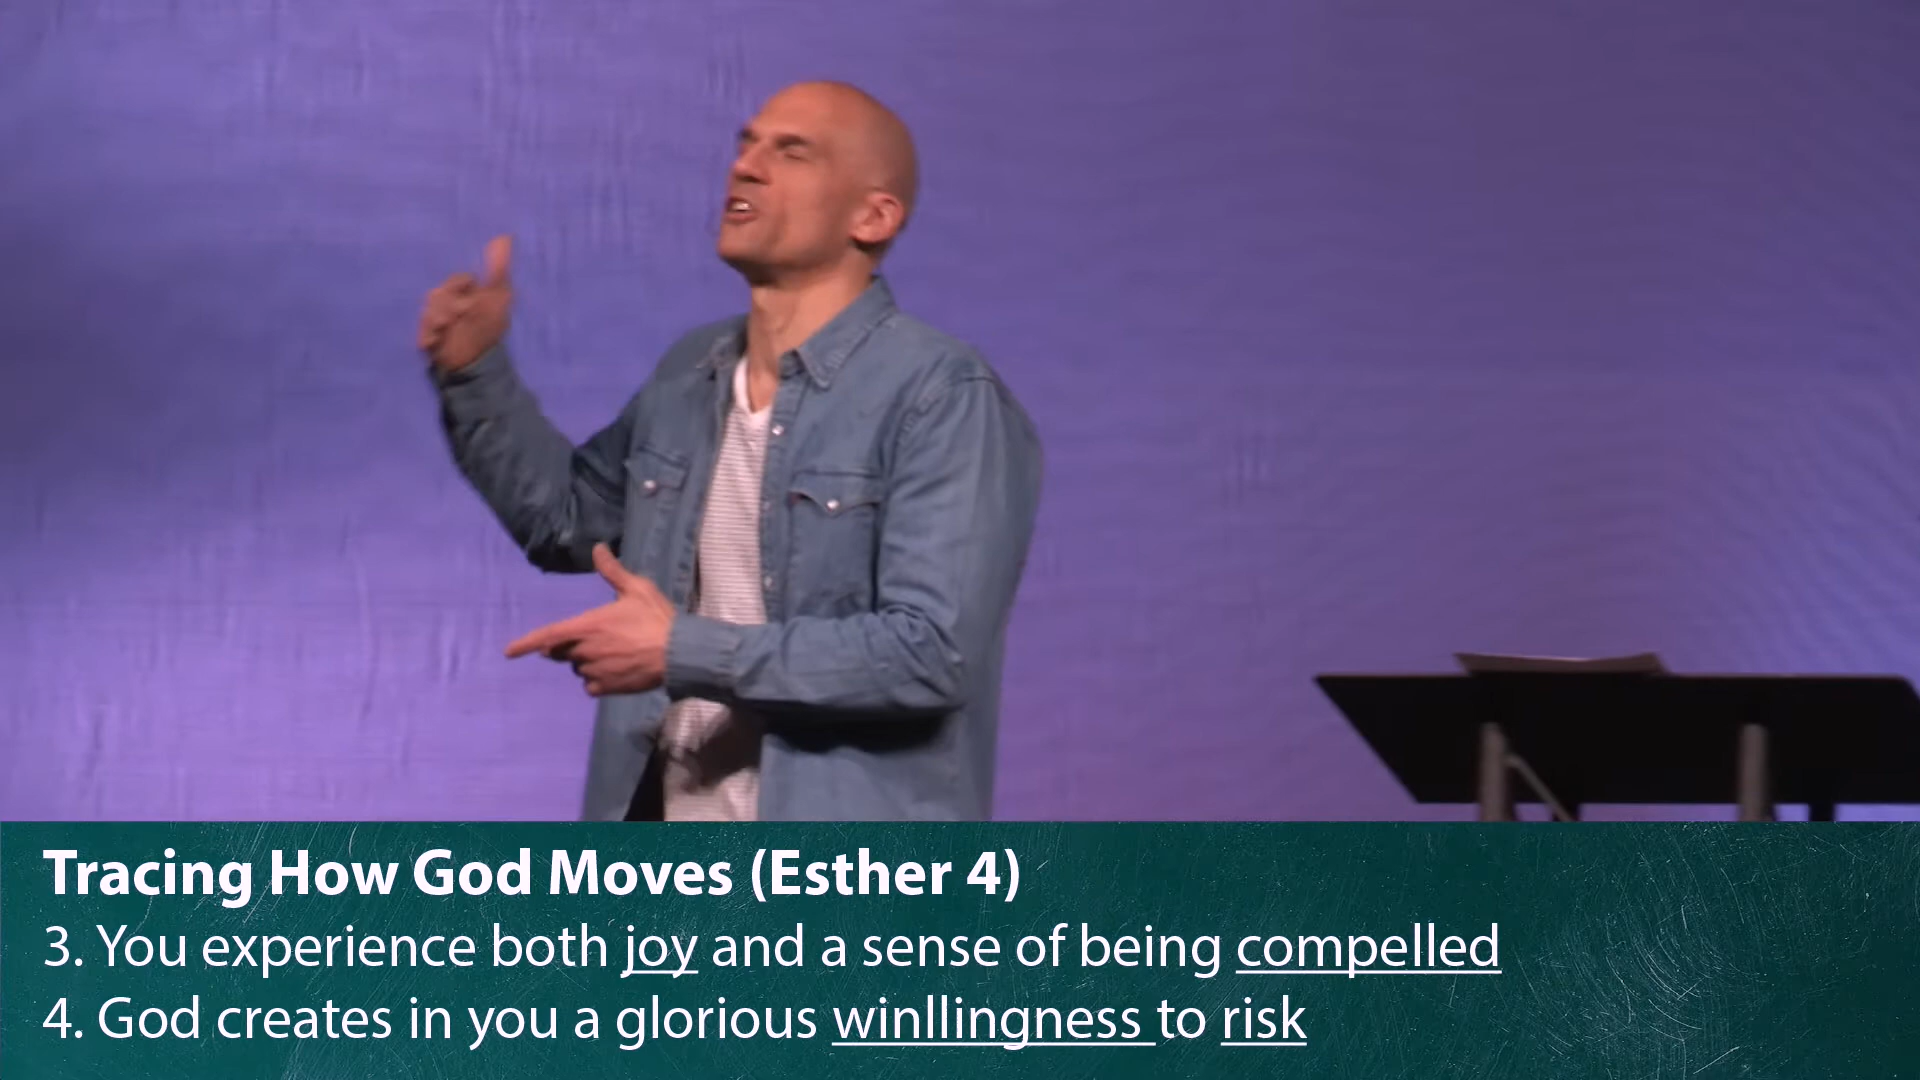 Tracing How God Moves (Esther 4)
3. You experience both joy and a sense of being compelled
4. God creates in you a glorious winllingness to risk